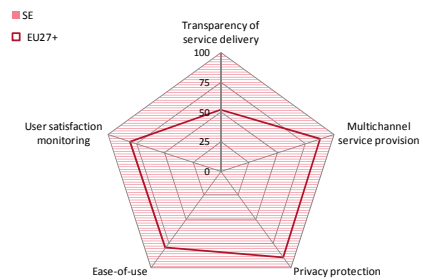 SE
EU27+
Transparency of
service delivery
100
75
50
25
0
User satisfaction
monitoring
Multichannel
service provision
Ease-of-use
Privacy protection